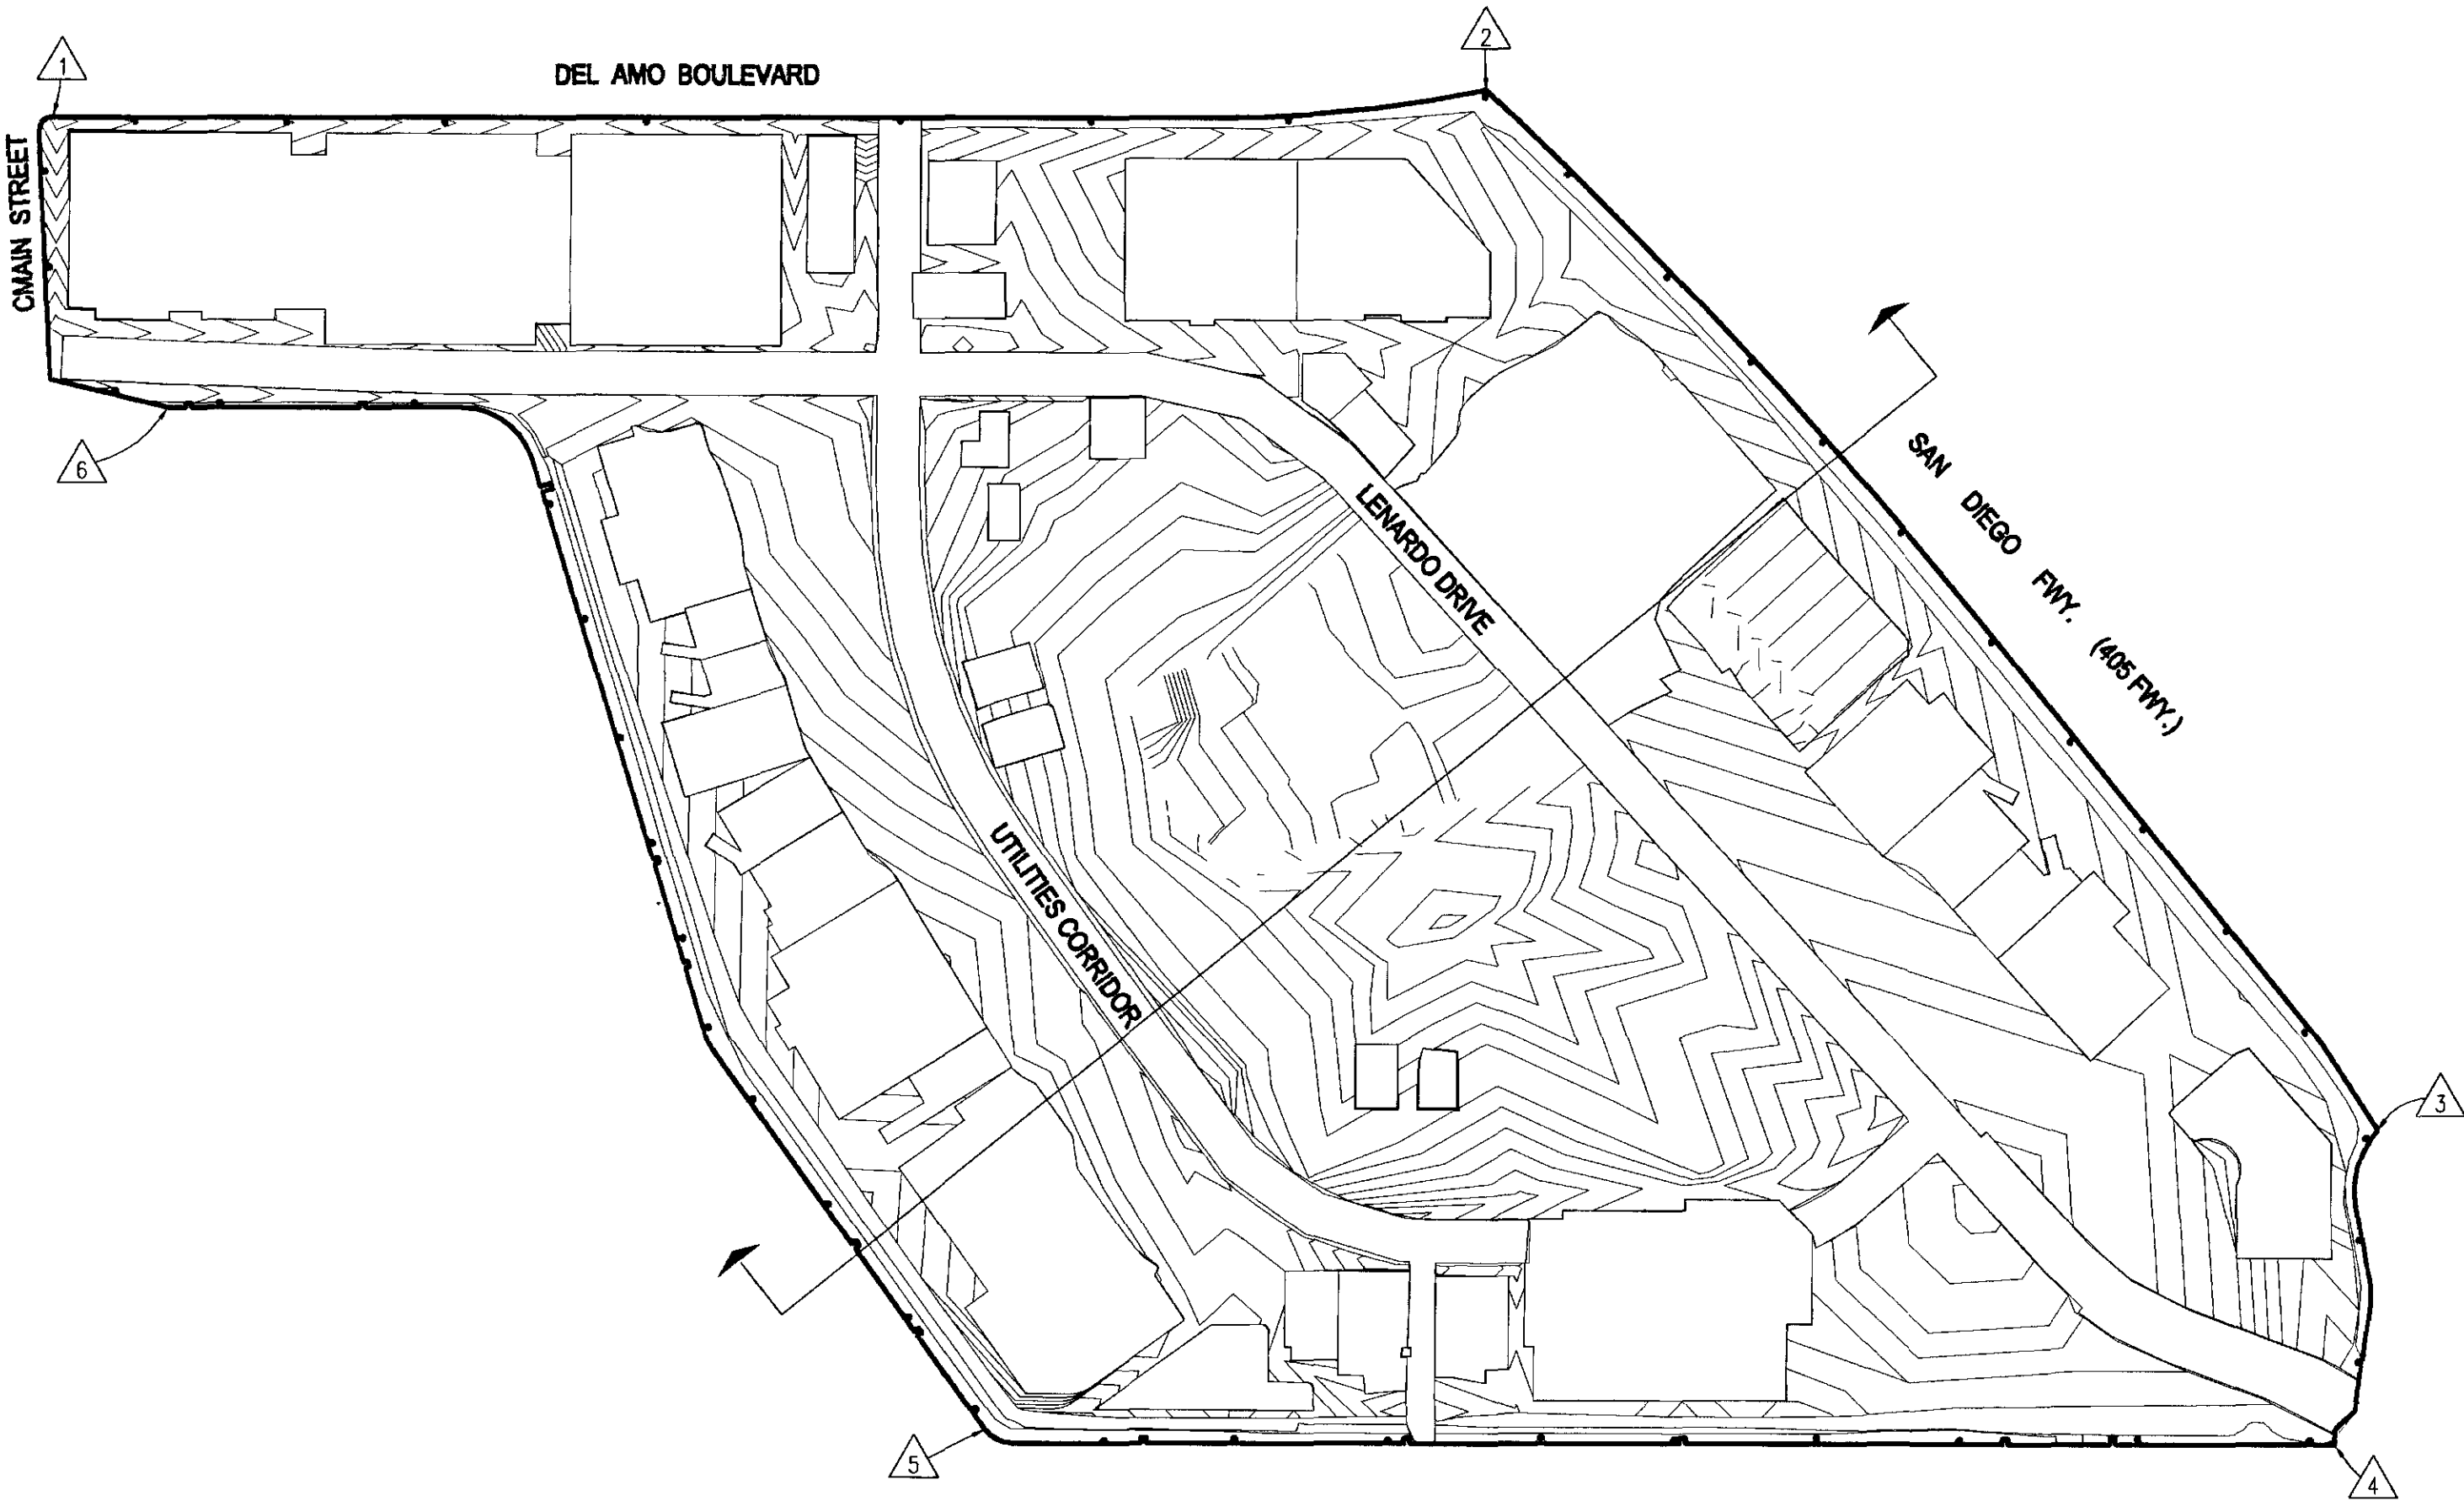 1
2
DEL AMO BOULEVARD
CMAIN STREET
6
SAN DIEGO FWY. (405 FWY.)
LENARDO DRIVE
UTILITIES CORRIDOR
3
5
4